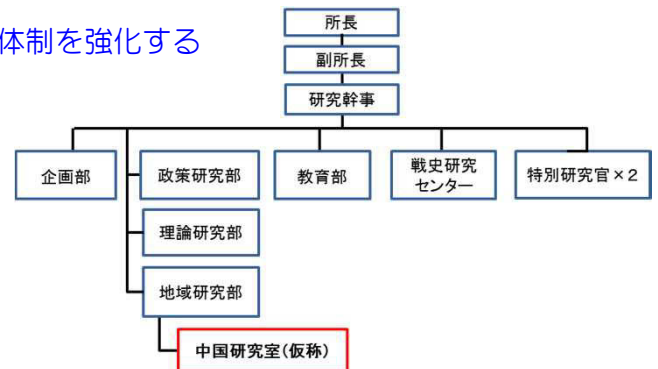 体制を強化する
所長
副所長
研究幹事
企画部
政策研究部
教育部
戦史研究
センター
特別研究官×2
理論研究部
地域研究部
中国研究室(仮称)